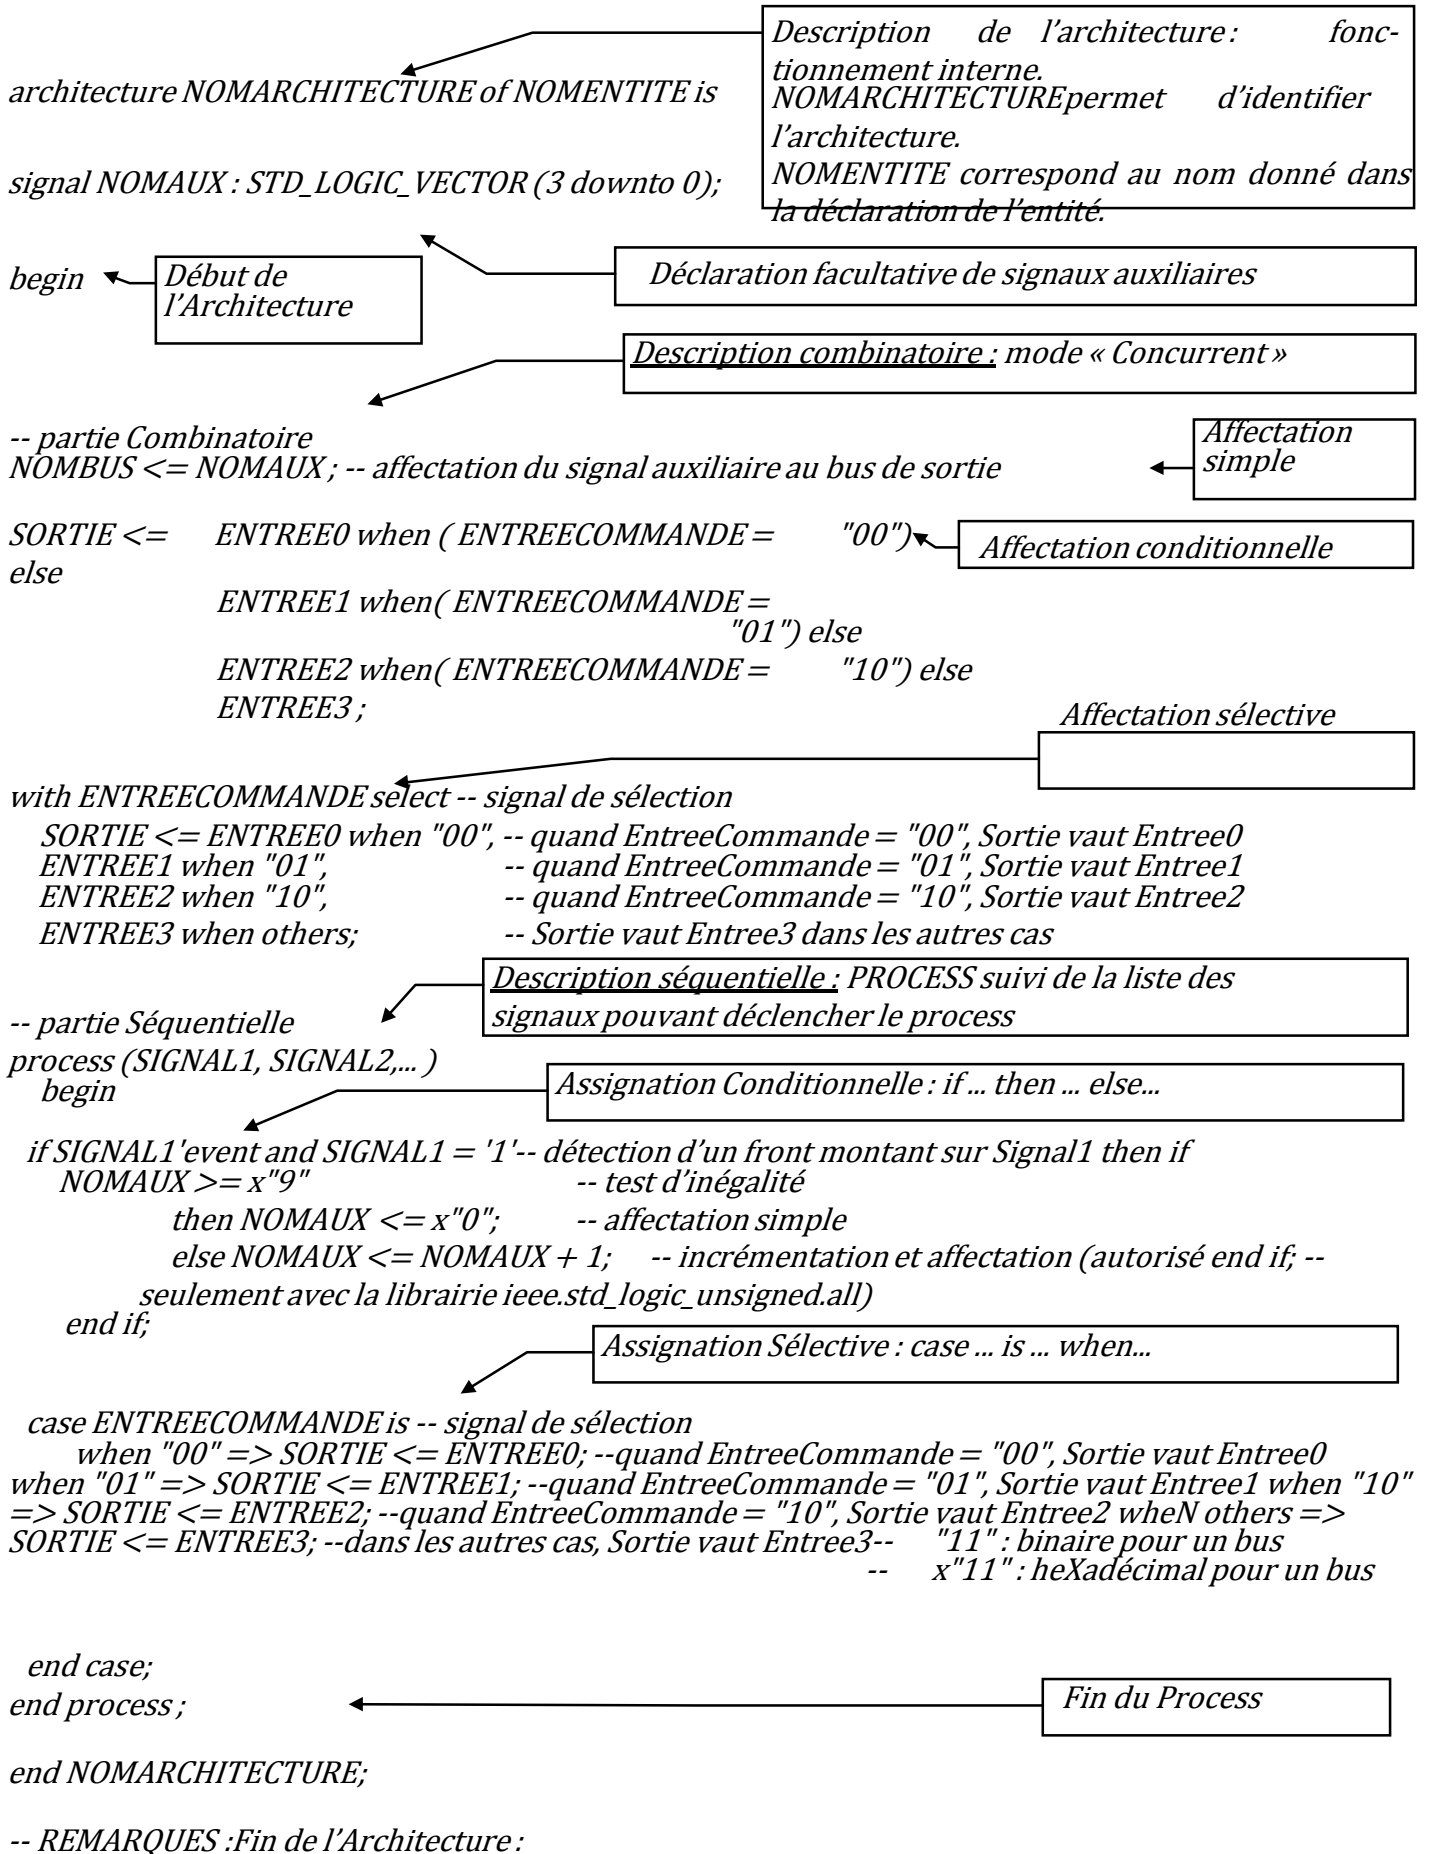 Description de l'architecture : fonc-
tionnement interne.
architecture NOMARCHITECTURE of NOMENTITE is
NOMARCHITECTURE permet d'identifier
l'architecture.
NOMENTITE correspond au nom donné dans
la déclaration de l'entité.
signal NOMAUX : STD_LOGIC_VECTOR (3 downto 0);
begin
Début de
l'Architecture
Déclaration facultative de signaux auxiliaires
Description combinatoire : mode « Concurrent »
-- partie Combinatoire
NOMBUS <= NOMAUX ; -- affectation du signal auxiliaire au bus de sortie
Affectation
simple
SORTIE <= ENTREE0 when ( ENTREECOMMANDE = "00")
Affectation conditionnelle
else
ENTREE1 when( ENTREECOMMANDE =
"01") else
ENTREE2 when( ENTREECOMMANDE = "10") else
ENTREE3 ;
Affectation sélective
with ENTREECOMMANDE select -- signal de sélection
SORTIE <= ENTREE0 when "00", -- quand EntreeCommande = "00", Sortie vaut Entree0
ENTREE1 when "01", -- quand EntreeCommande = "01", Sortie vaut Entree1
ENTREE2 when "10", -- quand EntreeCommande = "10", Sortie vaut Entree2
ENTREE3 when others; -- Sortie vaut Entree3 dans les autres cas
Description séquentielle : PROCESS suivi de la liste des
signaux pouvant déclencher le process
-- partie Séquentielle
process (SIGNAL1, SIGNAL2,... )
begin
Assignation Conditionnelle : if ... then ... else...
if SIGNAL1'event and SIGNAL1 = '1'-- détection d'un front montant sur Signal1 then if
NOMAUX >= x"9" -- test d'inégalité
then NOMAUX <= x"0"; -- affectation simple
else NOMAUX <= NOMAUX + 1; -- incrémentation et affectation (autorisé end if; --
seulement avec la librairie ieee.std_logic_unsigned.all)
end if;
Assignation Sélective : case ... is ... when...
case ENTREECOMMANDE is -- signal de sélection
when "00" => SORTIE <= ENTREE0; --quand EntreeCommande = "00", Sortie vaut Entree0
when "01" => SORTIE <= ENTREE1; --quand EntreeCommande = "01", Sortie vaut Entree1 when "10"
=> SORTIE <= ENTREE2; --quand EntreeCommande = "10", Sortie vaut Entree2 wheN others =>
SORTIE <= ENTREE3; --dans les autres cas, Sortie vaut Entree3-- "11" : binaire pour un bus
-- x"11" : heXadécimal pour un bus
end case;
end process ;
Fin du Process
end NOMARCHITECTURE;
-- REMARQUES :Fin de l'Architecture :